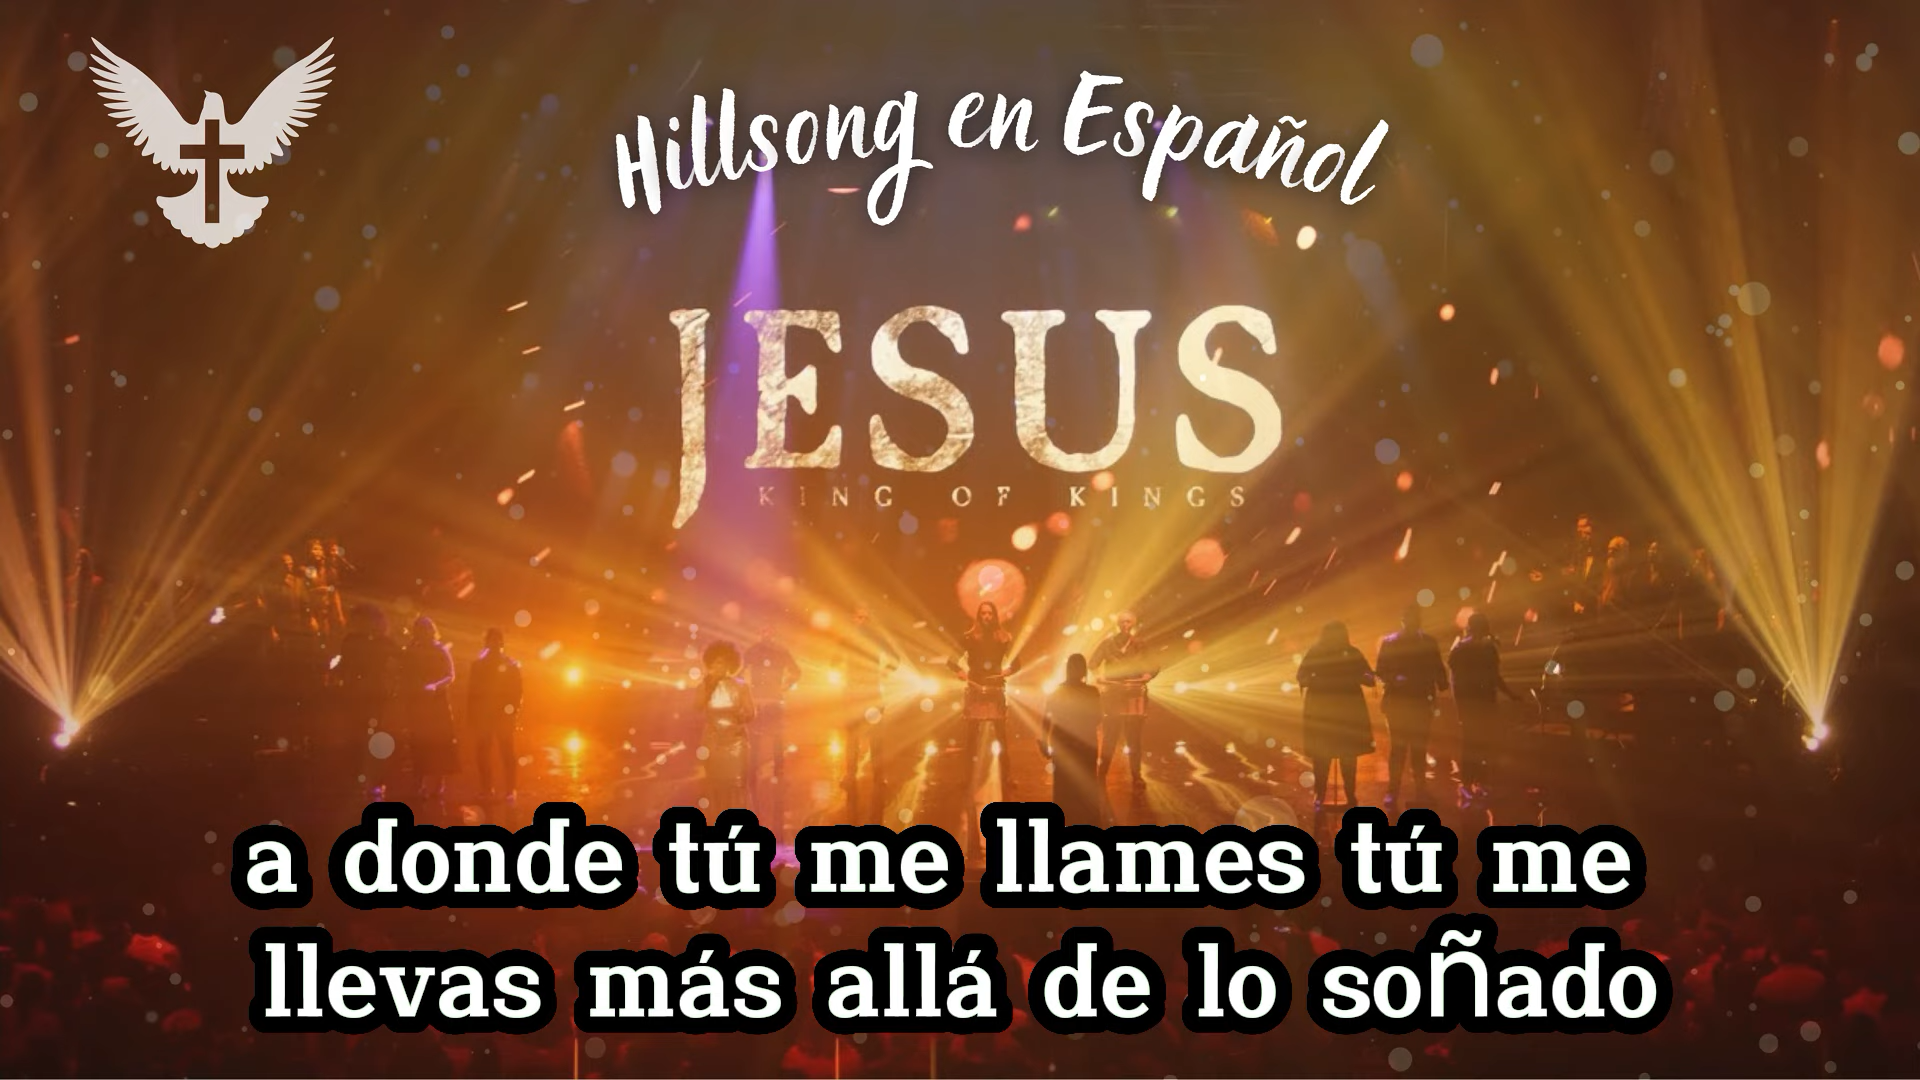 Hillsong en Español
JESUS
KING OF KINGS
a donde tú me llames tú me
llevas más allá de lo soñado